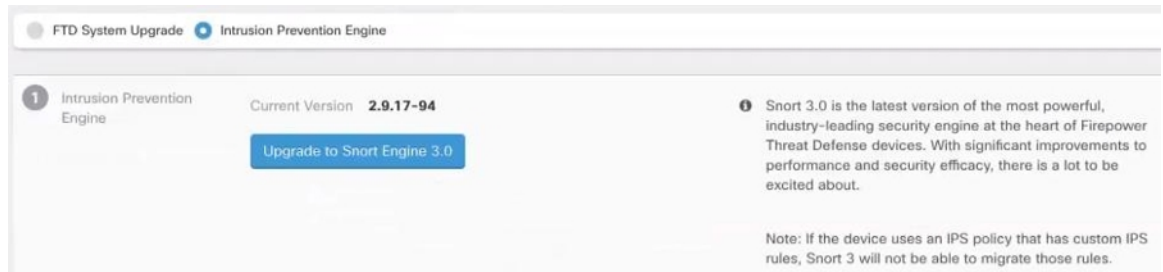 FTD System Upgrade Intrusion Prevention Engine
1 Intrusion Prevention Engine
Current Version 2.9.17-94
Upgrade to Snort Engine 3.0
Snort 3.0 is the latest version of the most powerful,
industry-leading security engine at the heart of Firepower
Threat Defense devices. With significant improvements to
performance and security efficacy, there is a lot to be
excited about.
Note: If the device uses an IPS policy that has custom IPS
rules, Snort 3 will not be able to migrate those rules.